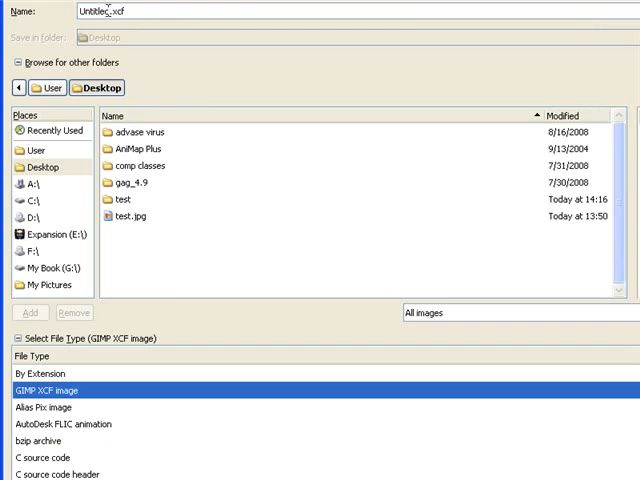 Name: Untitled.xcf
Save in folder: Desktop
Browse for other folders
User Desktop
Places
Recently Used
User
Desktop
A:\
C:\
D:\
Expansion (E:\)
F:\
My Book (G:\)
My Pictures
Name Modified
advase virus 8/16/2008
AniMap Plus 9/13/2004
comp classes 7/31/2008
gag_4.9 7/30/2008
test Today at 14:16
test.jpg Today at 13:50
Add Remove
All images
Select File Type (GIMP XCF image)
File Type
By Extension
GIMP XCF image
Alias Pix image
AutoDesk FLIC animation
bzip archive
C source code
C source code header